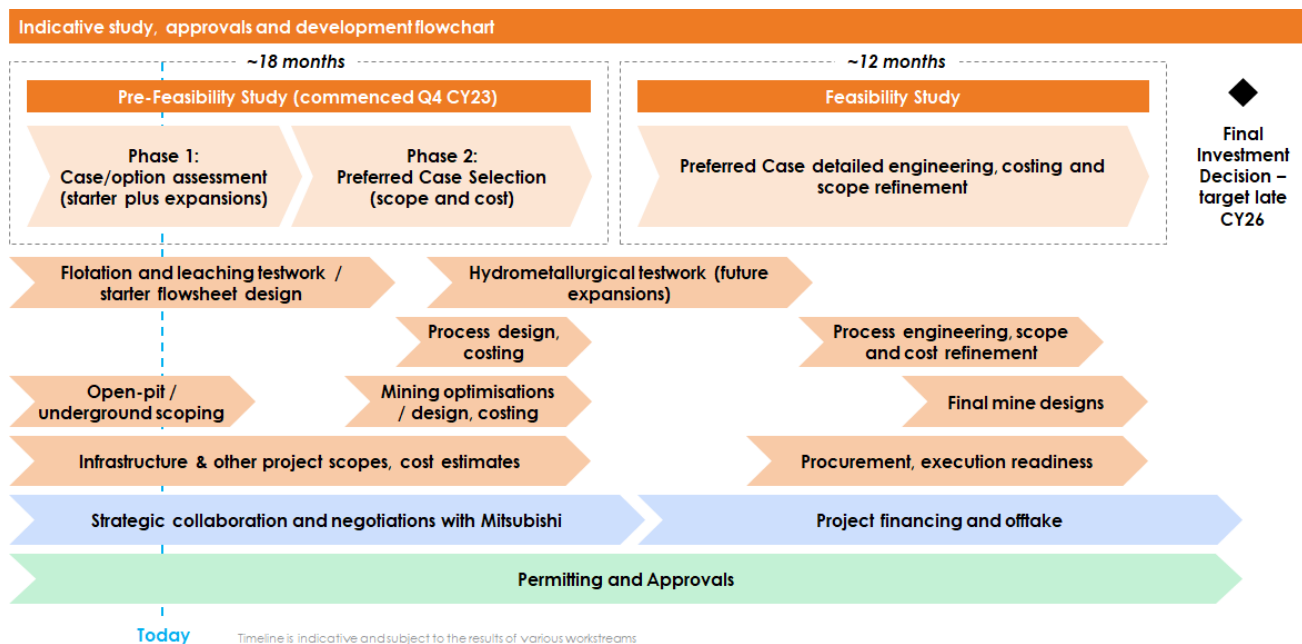 Indicative study, approvals and development flowchart
~18 months
~12 months
Pre-Feasibility Study (commenced Q4 CY23)
Feasibility Study
Phase 1:
Case/option assessment
(starter plus expansions)
Phase 2:
Preferred Case Selection
(scope and cost)
Preferred Case detailed engineering, costing and
scope refinement
Final
Investment
Decision –
target late
CY26
Flotation and leaching testwork /
starter flowsheet design
Hydrometallurgical testwork (future
expansions)
Process design,
costing
Process engineering, scope
and cost refinement
Open-pit /
underground scoping
Mining optimisations
/ design, costing
Final mine designs
Infrastructure & other project scopes, cost estimates
Procurement, execution readiness
Strategic collaboration and negotiations with Mitsubishi
Project financing and offtake
Permitting and Approvals
Today
Timeline is indicative and subject to the results of various workstreams